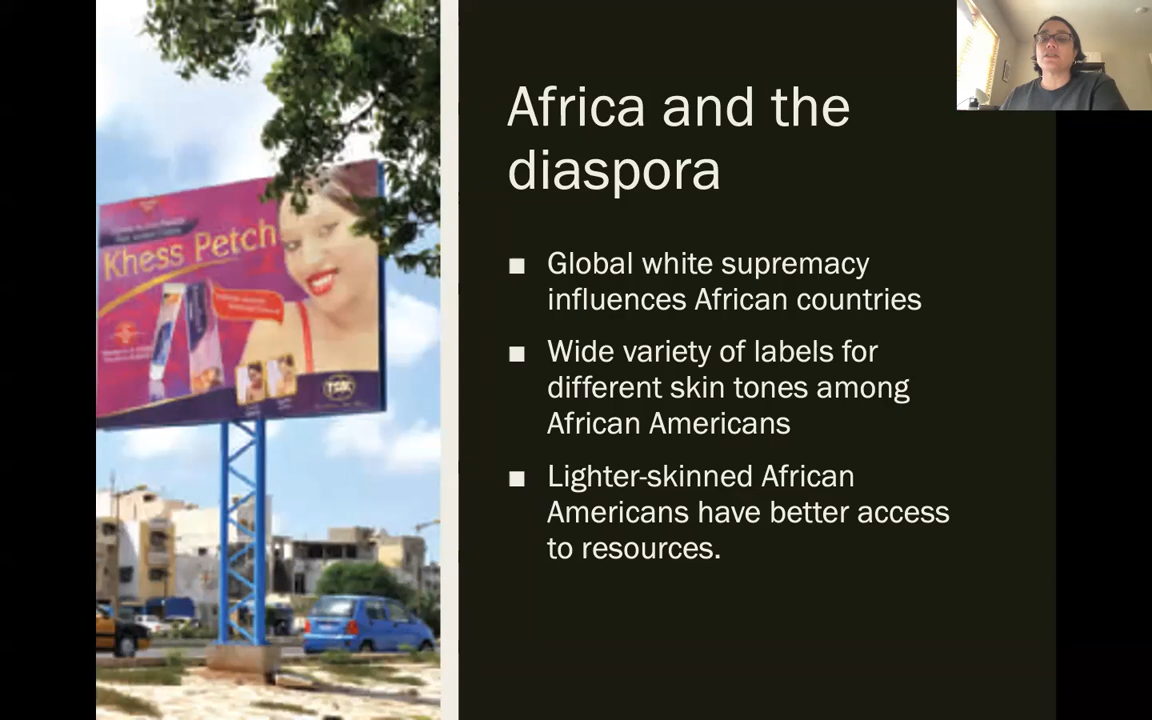 Africa and the
diaspora
■ Global white supremacy
influences African countries
■ Wide variety of labels for
different skin tones among
African Americans
■ Lighter-skinned African
Americans have better access
to resources.
Khess Petch